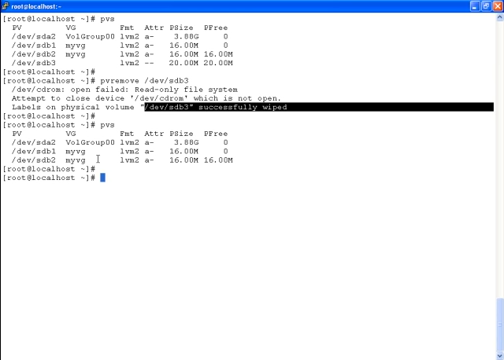 root@localhost:~
[root@localhost ~]# pvs
PV VG Fmt Attr PSize PFree
/dev/sda2 VolGroup00 lvm2 a- 3.88G 0
/dev/sdb1 myvg lvm2 a- 16.00M 0
/dev/sdb2 myvg lvm2 a- 16.00M 16.00M
/dev/sdb3 lvm2 -- 20.00M 20.00M
[root@localhost ~]#
[root@localhost ~]# pvremove /dev/sdb3
/dev/cdrom: open failed: Read-only file system
Attempt to close device '/dev/cdrom' which is not open.
Labels on physical volume "/dev/sdb3" successfully wiped
[root@localhost ~]#
[root@localhost ~]# pvs
PV VG Fmt Attr PSize PFree
/dev/sda2 VolGroup00 lvm2 a- 3.88G 0
/dev/sdb1 myvg lvm2 a- 16.00M 0
/dev/sdb2 myvg lvm2 a- 16.00M 16.00M
[root@localhost ~]#
[root@localhost ~]#